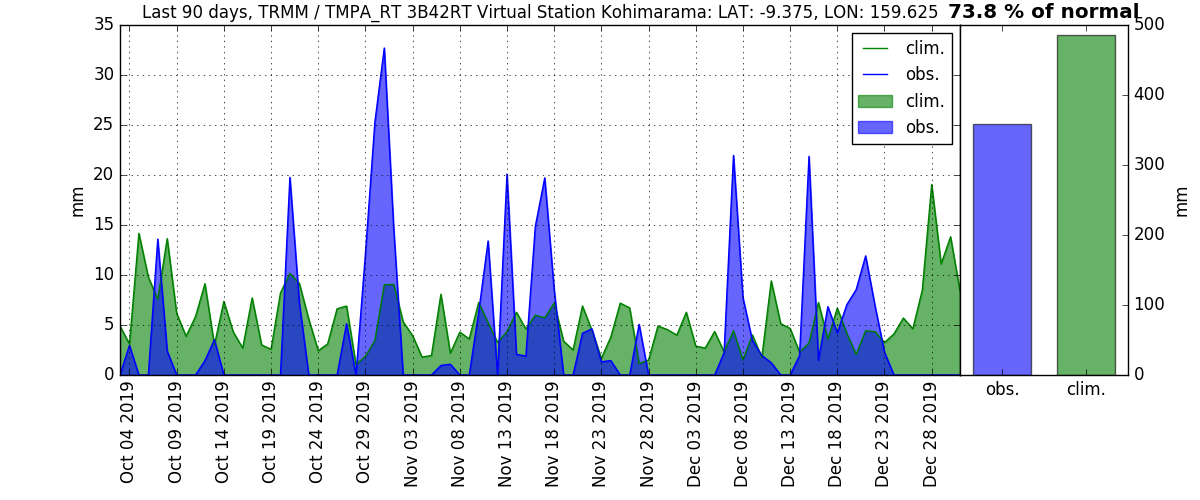 Last 90 days, TRMM / TMPA_RT 3B42RT Virtual Station Kohimarama: LAT: -9.375, LON: 159.625 73.8 % of normal
35
30
25
20
15
10
5
0
mm
clim.
obs.
clim.
obs.
500
400
300
200
100
0
mm
obs.
clim.
Oct 04 2019
Oct 09 2019
Oct 14 2019
Oct 19 2019
Oct 24 2019
Oct 29 2019
Nov 03 2019
Nov 08 2019
Nov 13 2019
Nov 18 2019
Nov 23 2019
Nov 28 2019
Dec 03 2019
Dec 08 2019
Dec 13 2019
Dec 18 2019
Dec 23 2019
Dec 28 2019